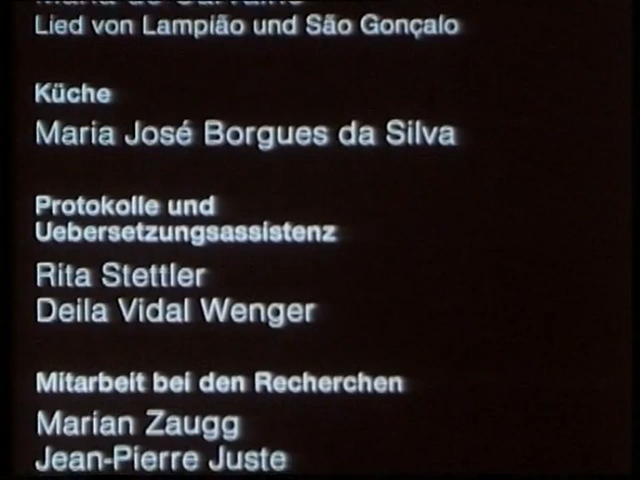 Lied von Lampião und São Gonçalo
Küche
Maria José Borgues da Silva
Protokolle und
Uebersetzungsassistenz
Rita Stettler
Deila Vidal Wenger
Mitarbeit bei den Recherchen
Marian Zaugg
Jean-Pierre Juste